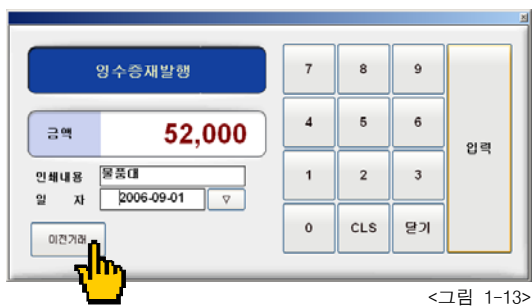 영수증재발행
금액 52,000
인쇄내용 물품대
일 자 2006-09-01 ▽
이전거래
7 8 9
4 5 6
1 2 3
0 CLS 닫기
입력
<그림 1-13>